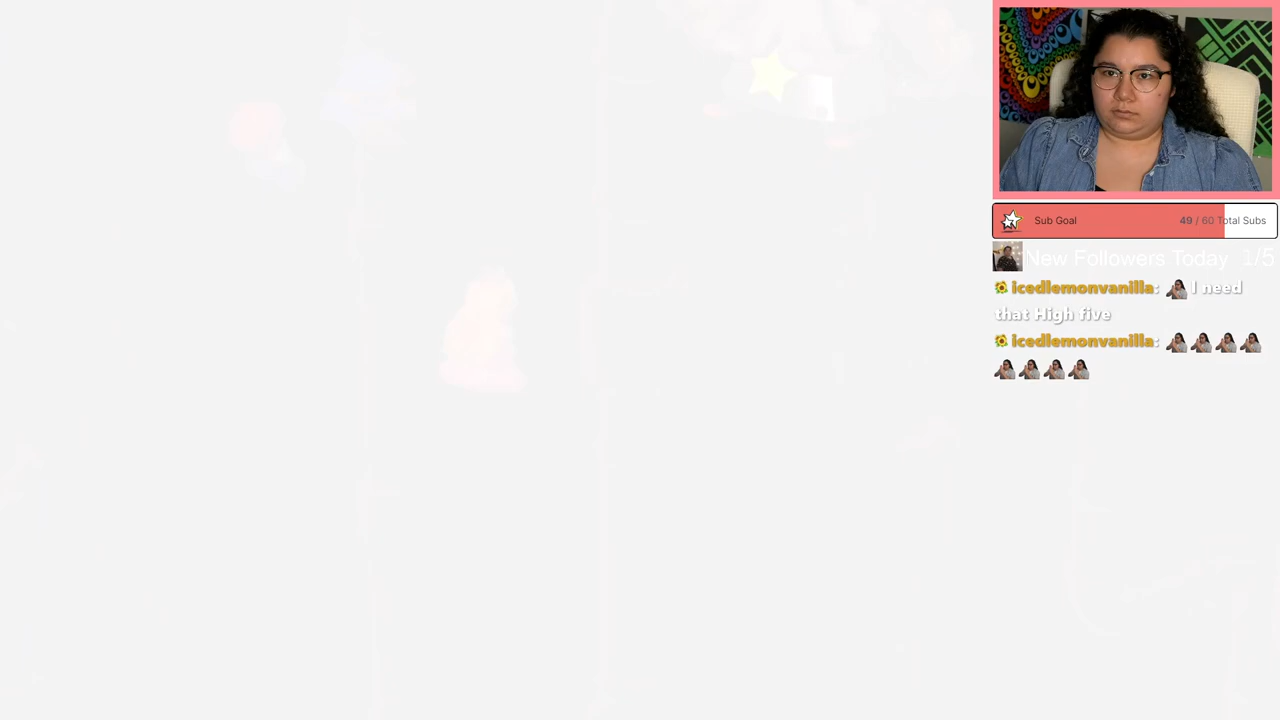 Sub Goal 49 / 60 Total Subs
New Followers Today 1/5
icedlemonvanilla: I need
that High five
icedlemonvanilla: